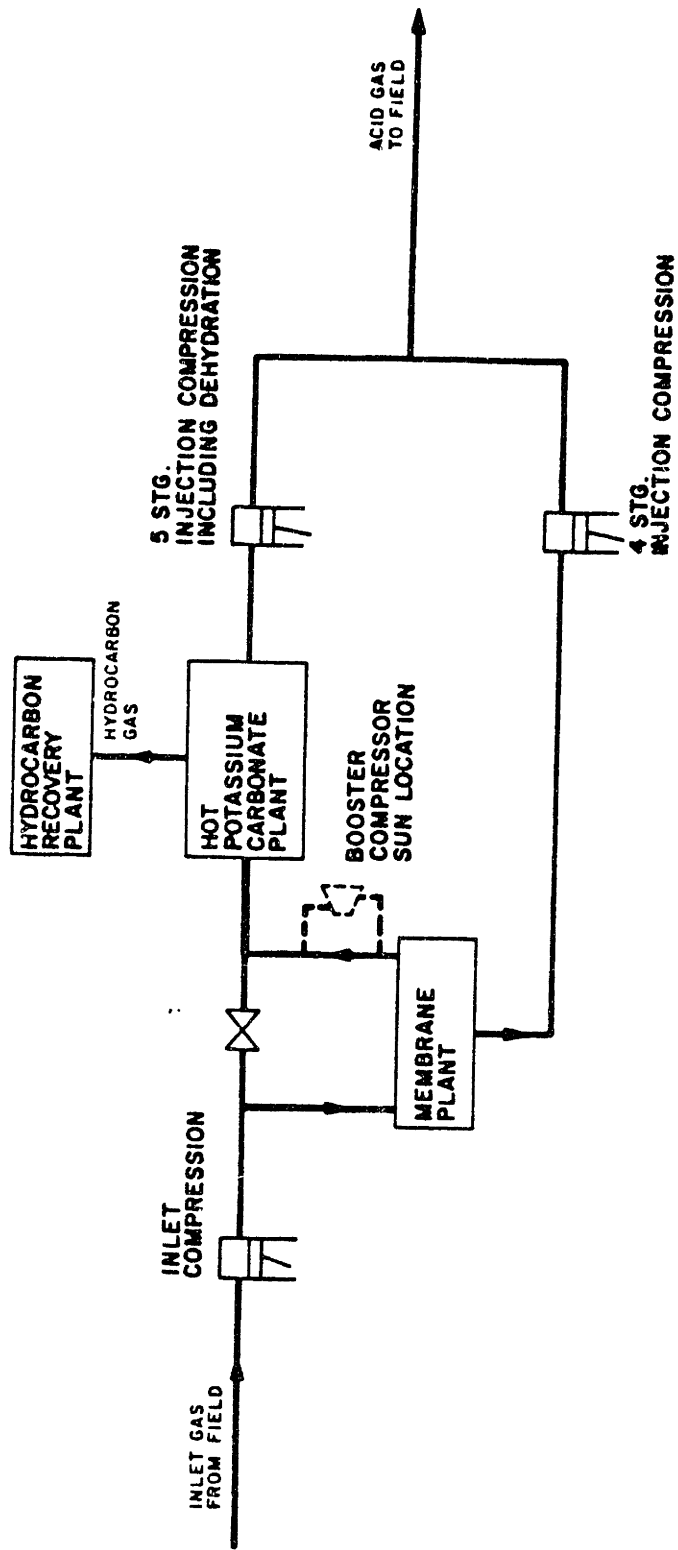 INLET GAS
FROM FIELD
INLET
COMPRESSION
MEMBRANE
PLANT
BOOSTER
COMPRESSOR
SUN LOCATION
HOT
POTASSIUM
CARBONATE
PLANT
HYDROCARBON
GAS
HYDROCARBON
RECOVERY
PLANT
5 STG.
INJECTION COMPRESSION
INCLUDING DEHYDRATION
4 STG.
INJECTION COMPRESSION
ACID GAS
TO FIELD